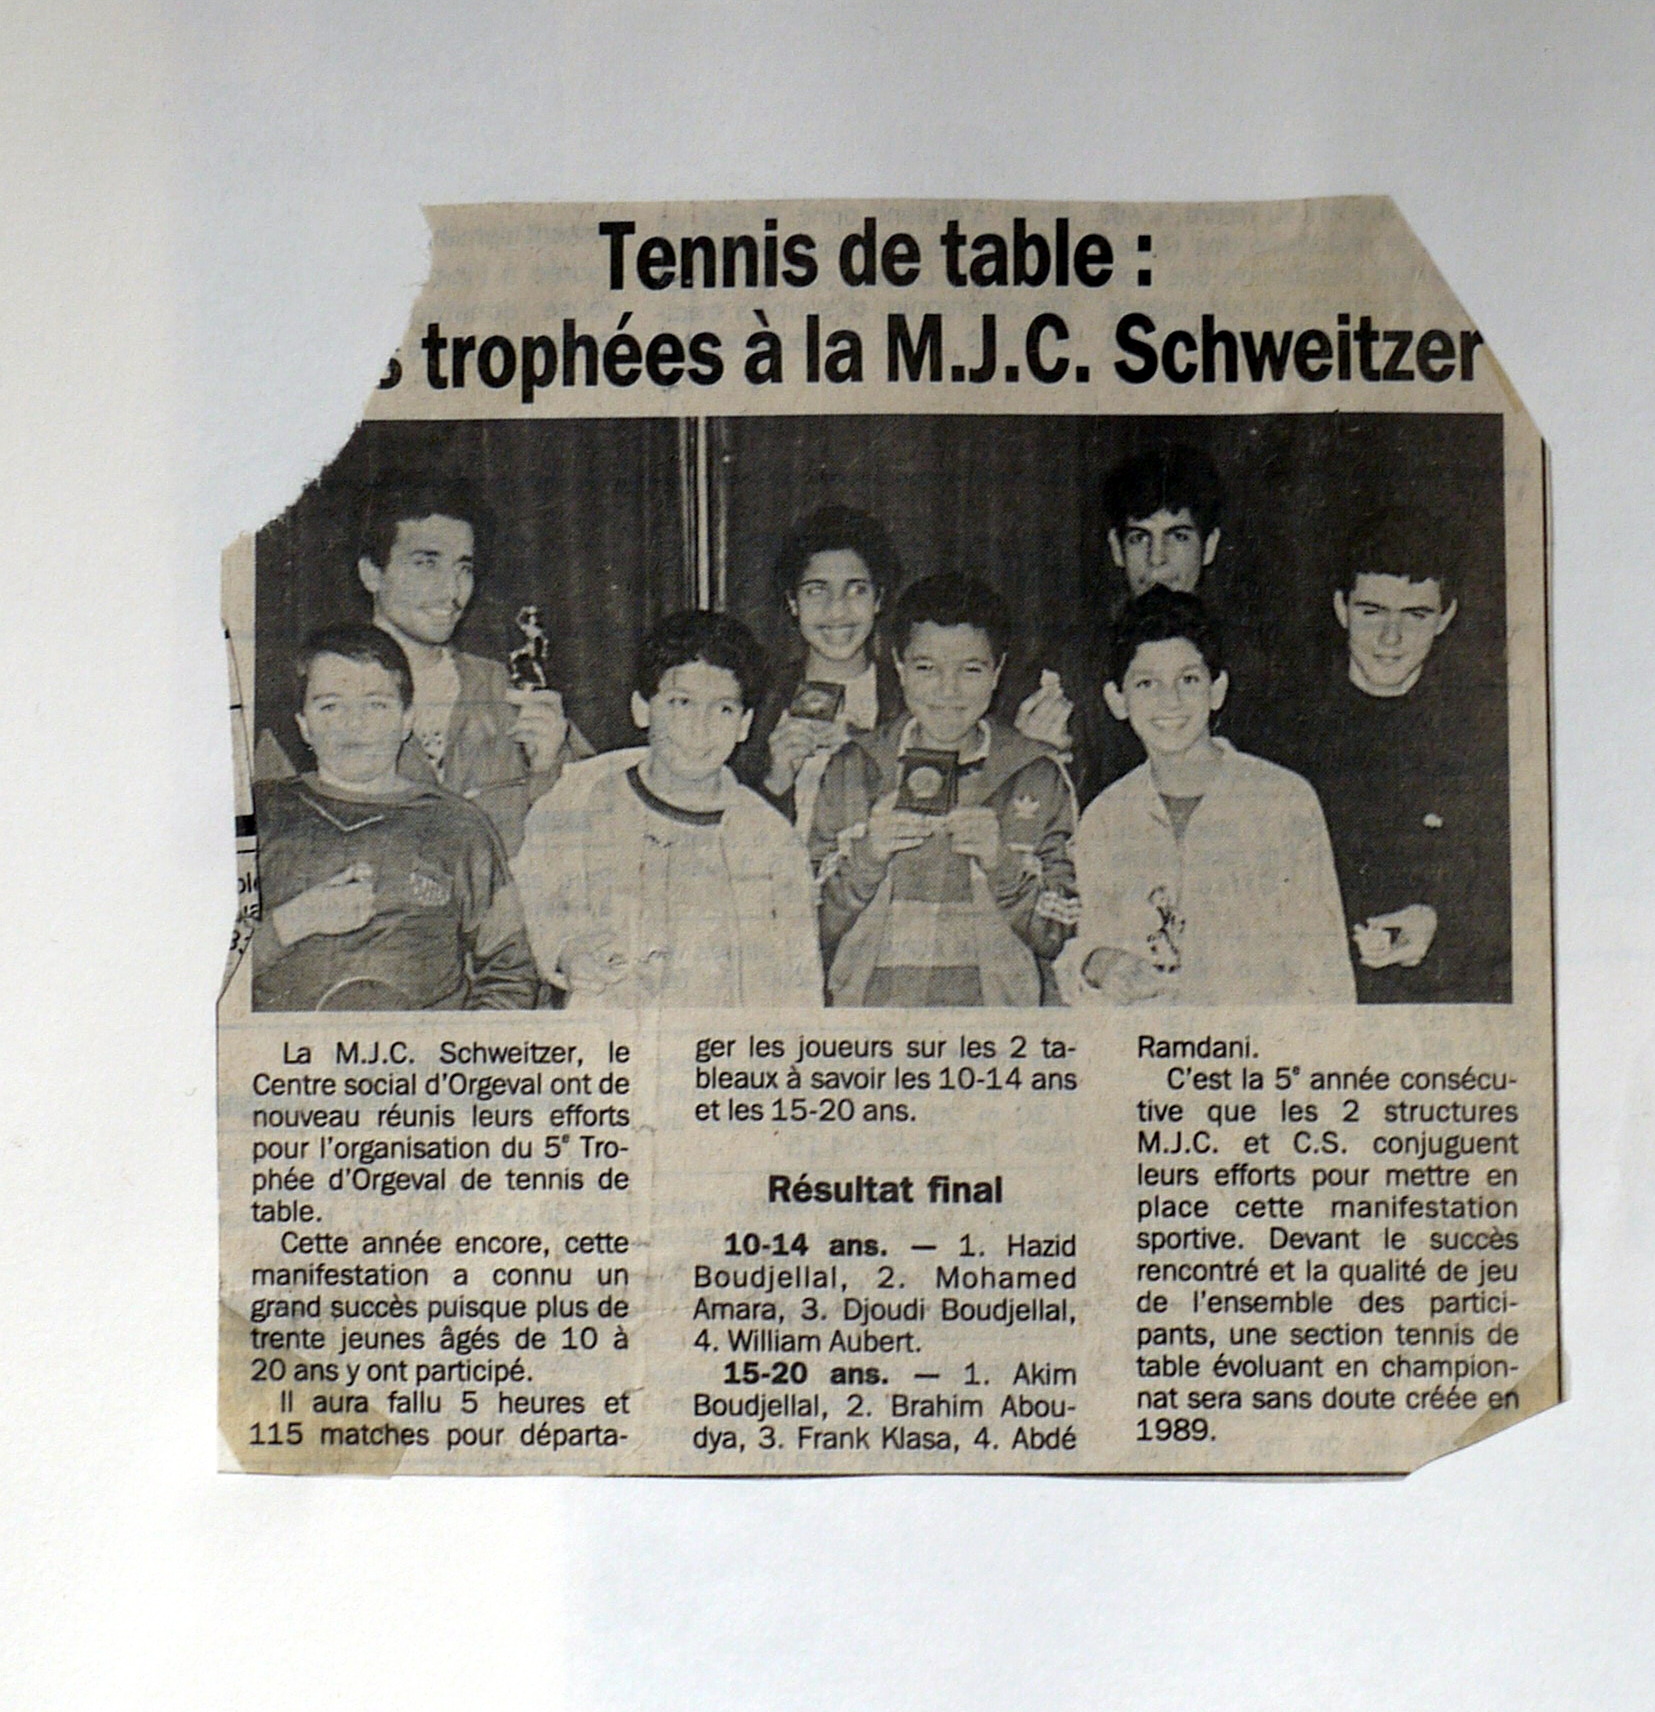 Tennis de table :
trophées à la M.J.C. Schweitzer
La M.J.C. Schweitzer, le
Centre social d'Orgeval ont de
nouveau réunis leurs efforts
pour l'organisation du 5e Tro-
phée d'Orgeval de tennis de
table.
Cette année encore, cette
manifestation a connu un
grand succès puisque plus de
trente jeunes âgés de 10 à
20 ans y ont participé.
Il aura fallu 5 heures et
115 matches pour départa-
ger les joueurs sur les 2 ta-
bleaux à savoir les 10-14 ans
et les 15-20 ans.
Résultat final
10-14 ans. — 1. Hazid
Boudjellal, 2. Mohamed
Amara, 3. Djoudi Boudjellal,
4. William Aubert.
15-20 ans. — 1. Akim
Boudjellal, 2. Brahim Abou-
dya, 3. Frank Klasa, 4. Abdé
Ramdani.
C'est la 5e année consécu-
tive que les 2 structures
M.J.C. et C.S. conjuguent
leurs efforts pour mettre en
place cette manifestation
sportive. Devant le succès
rencontré et la qualité de jeu
de l'ensemble des partici-
pants, une section tennis de
table évoluant en champion-
nat sera sans doute créée en
1989.